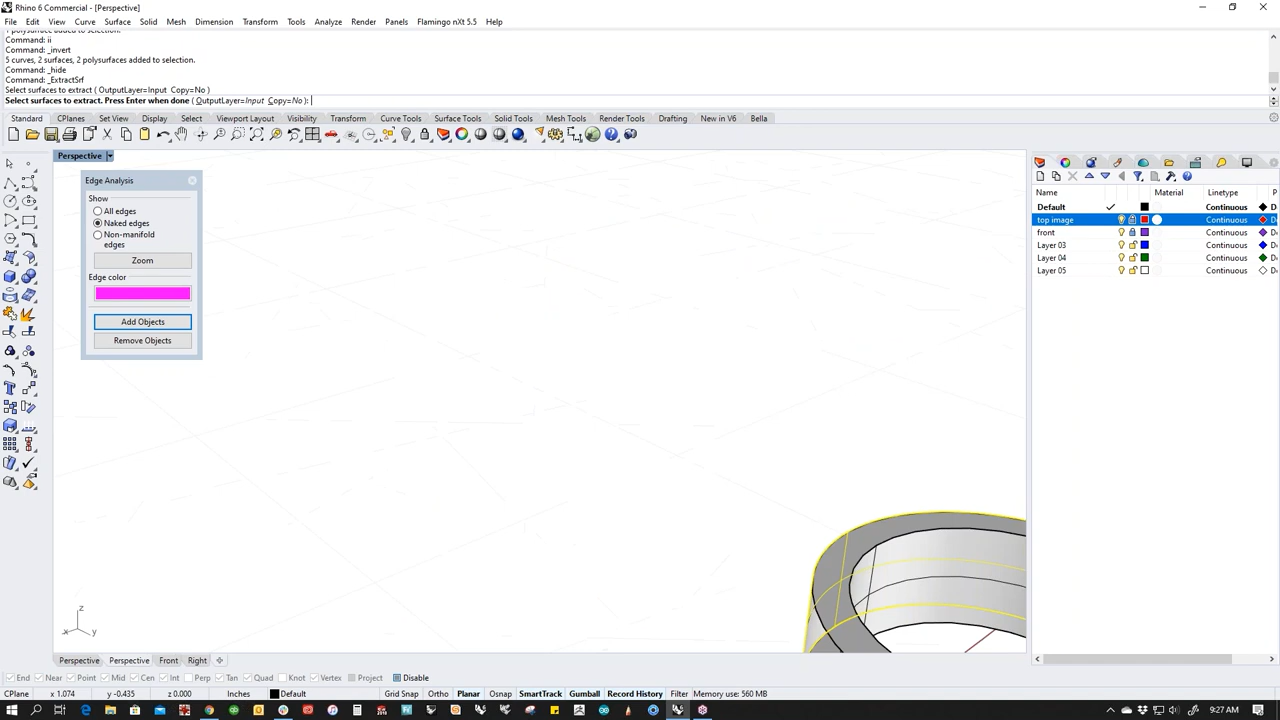 Rhino 6 Commercial - [Perspective]
File Edit View Curve Surface Solid Mesh Dimension Transform Tools Analyze Render Panels Flamingo nXt 5.5 Help
1 polysurface added to selection.
Command: ii
Command: _invert
5 curves, 2 surfaces, 2 polysurfaces added to selection.
Command: _hide
Command: _ExtractSrf
Select surfaces to extract ( OutputLayer=Input Copy=No )
Select surfaces to extract. Press Enter when done ( OutputLayer=Input Copy=No ):
Standard CPlanes Set View Display Select Viewport Layout Visibility Transform Curve Tools Surface Tools Solid Tools Mesh Tools Render Tools Drafting New in V6 Bella
Perspective
Edge Analysis
Show
All edges
Naked edges
Non-manifold
edges
Zoom
Edge color
Add Objects
Remove Objects
Name Material Linetype P
Default Continuous D
top image Continuous De
front Continuous De
Layer 03 Continuous De
Layer 04 Continuous De
Layer 05 Continuous De
z
x y
Perspective Perspective Front Right
End Near Point Mid Cen Int Perp Tan Quad Knot Vertex Project Disable
CPlane x 1.074 y -0.435 z 0.000 Inches Default Grid Snap Ortho Planar Osnap SmartTrack Gumball Record History Filter Memory use: 560 MB
9:27 AM